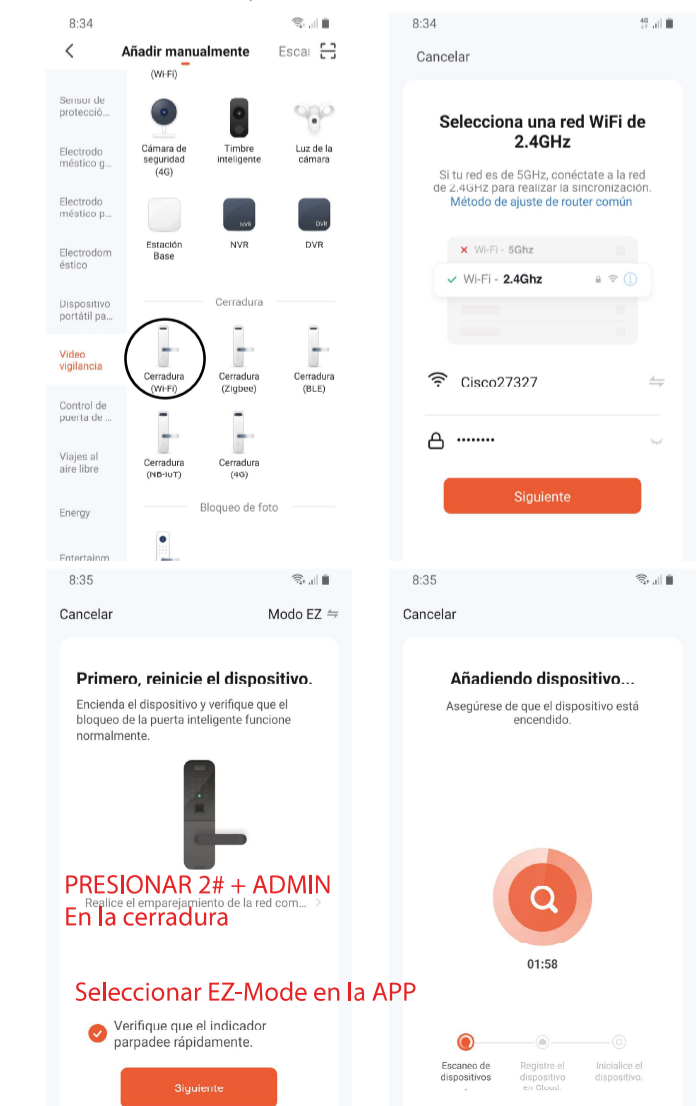 8:34
Añadir manualmente
Escar
(Wi-Fi)
Sensor de
protecció...
Electrodo
méstico g...
Electrodo
méstico p...
Electrodom
éstico
Dispositivo
portátil pa...
Video
vigilancia
Control de
puerta de ...
Viajes al
aire libre
Energy
Entertainm
Cámara de
seguridad
(4G)
Timbre
inteligente
Luz de la
cámara
NVR
DVR
Estación
Base
NVR
DVR
Cerradura
Cerradura
(Wi-Fi)
Cerradura
(Zigbee)
Cerradura
(BLE)
Cerradura
(NB-IoT)
Cerradura
(4G)
Bloqueo de foto
8:34
4G
Cancelar
Selecciona una red WiFi de
2.4GHz
Si tu red es de 5GHz, conéctate a la red
de 2.4GHz para realizar la sincronización.
Método de ajuste de router común
Wi-Fi - 5Ghz
Wi-Fi - 2.4Ghz
Cisco27327
••••••••
Siguiente
8:35
Cancelar
Modo EZ
Primero, reinicie el dispositivo.
Encienda el dispositivo y verifique que el
bloqueo de la puerta inteligente funcione
normalmente.
PRESIONAR 2# + ADMIN
Realice el emparejamiento de la red com...
En la cerradura
Seleccionar EZ-Mode en la APP
Verifique que el indicador
parpadee rápidamente.
Siguiente
8:35
Cancelar
Añadiendo dispositivo...
Asegúrese de que el dispositivo está
encendido.
01:58
Escaneo de
dispositivos
.
Registre el
dispositivo
en Cloud.
Inicialice el
dispositivo.